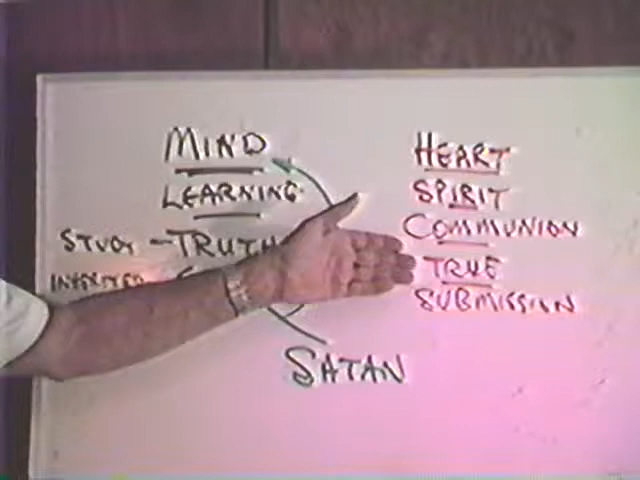 MIND
LEARNING
STUDY - TRUTH
HEART
SPIRIT
COMMUNION
TRUE
SUBMISSION
SATAN